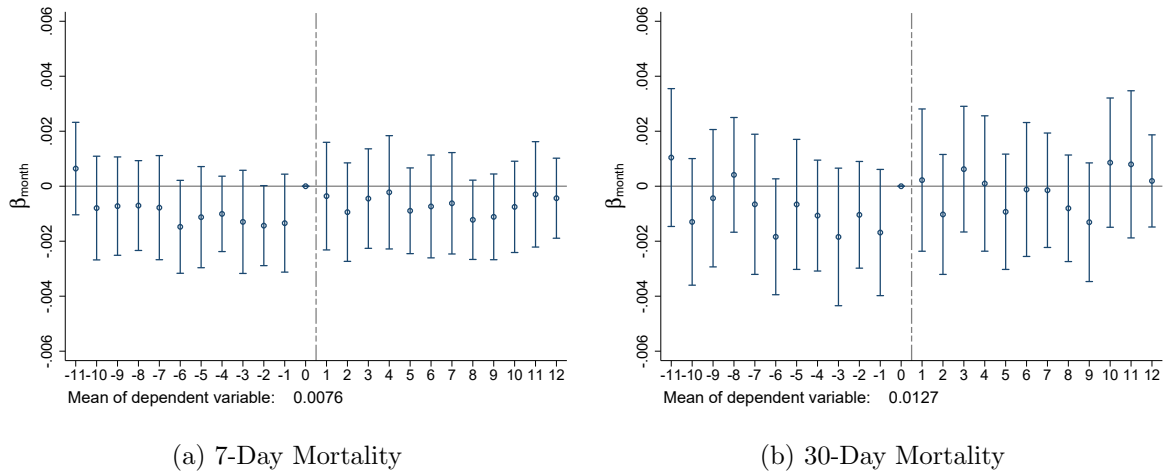 .006
.004
.002
0
-.002
-.004
-.006
βmonth
-11 -10 -9 -8 -7 -6 -5 -4 -3 -2 -1 0 1 2 3 4 5 6 7 8 9 10 11 12
Mean of dependent variable: 0.0076
(a) 7-Day Mortality
.006
.004
.002
0
-.002
-.004
-.006
βmonth
-11 -10 -9 -8 -7 -6 -5 -4 -3 -2 -1 0 1 2 3 4 5 6 7 8 9 10 11 12
Mean of dependent variable: 0.0127
(b) 30-Day Mortality